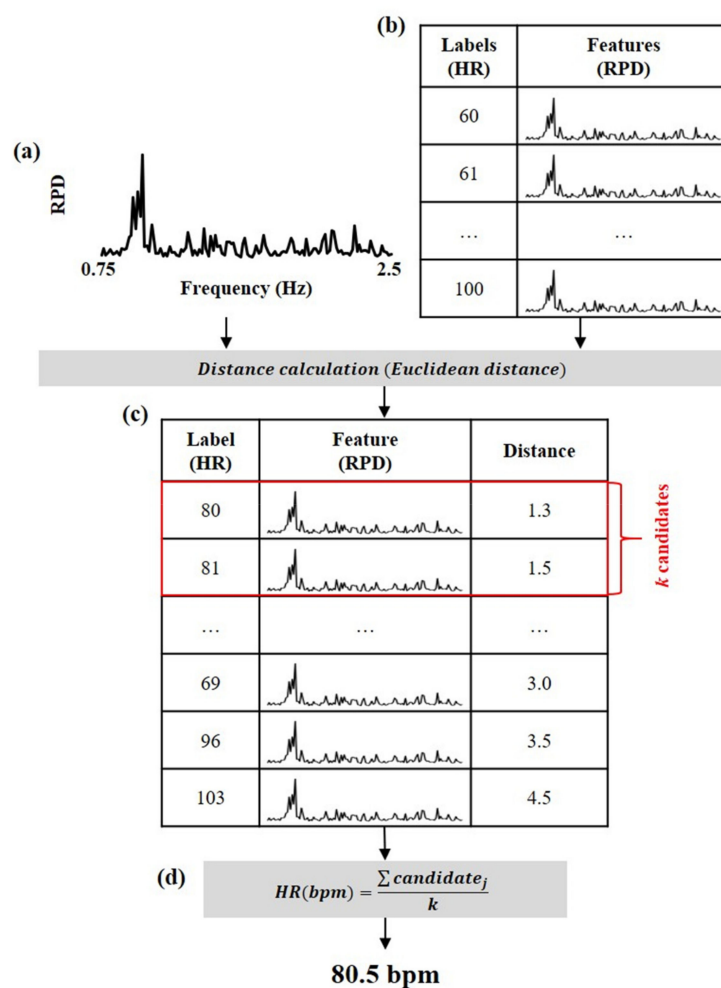 (b)
Labels
(HR)
Features
(RPD)
60
61
...
...
100
(a)
RPD
0.75
2.5
Frequency (Hz)
Distance calculation (Euclidean distance)
(c)
Label
(HR)
Feature
(RPD)
Distance
80
1.3
81
1.5
...
...
...
69
3.0
96
3.5
103
4.5
k candidates
(d)
HR(bpm) = ∑ candidate_j / k
80.5 bpm